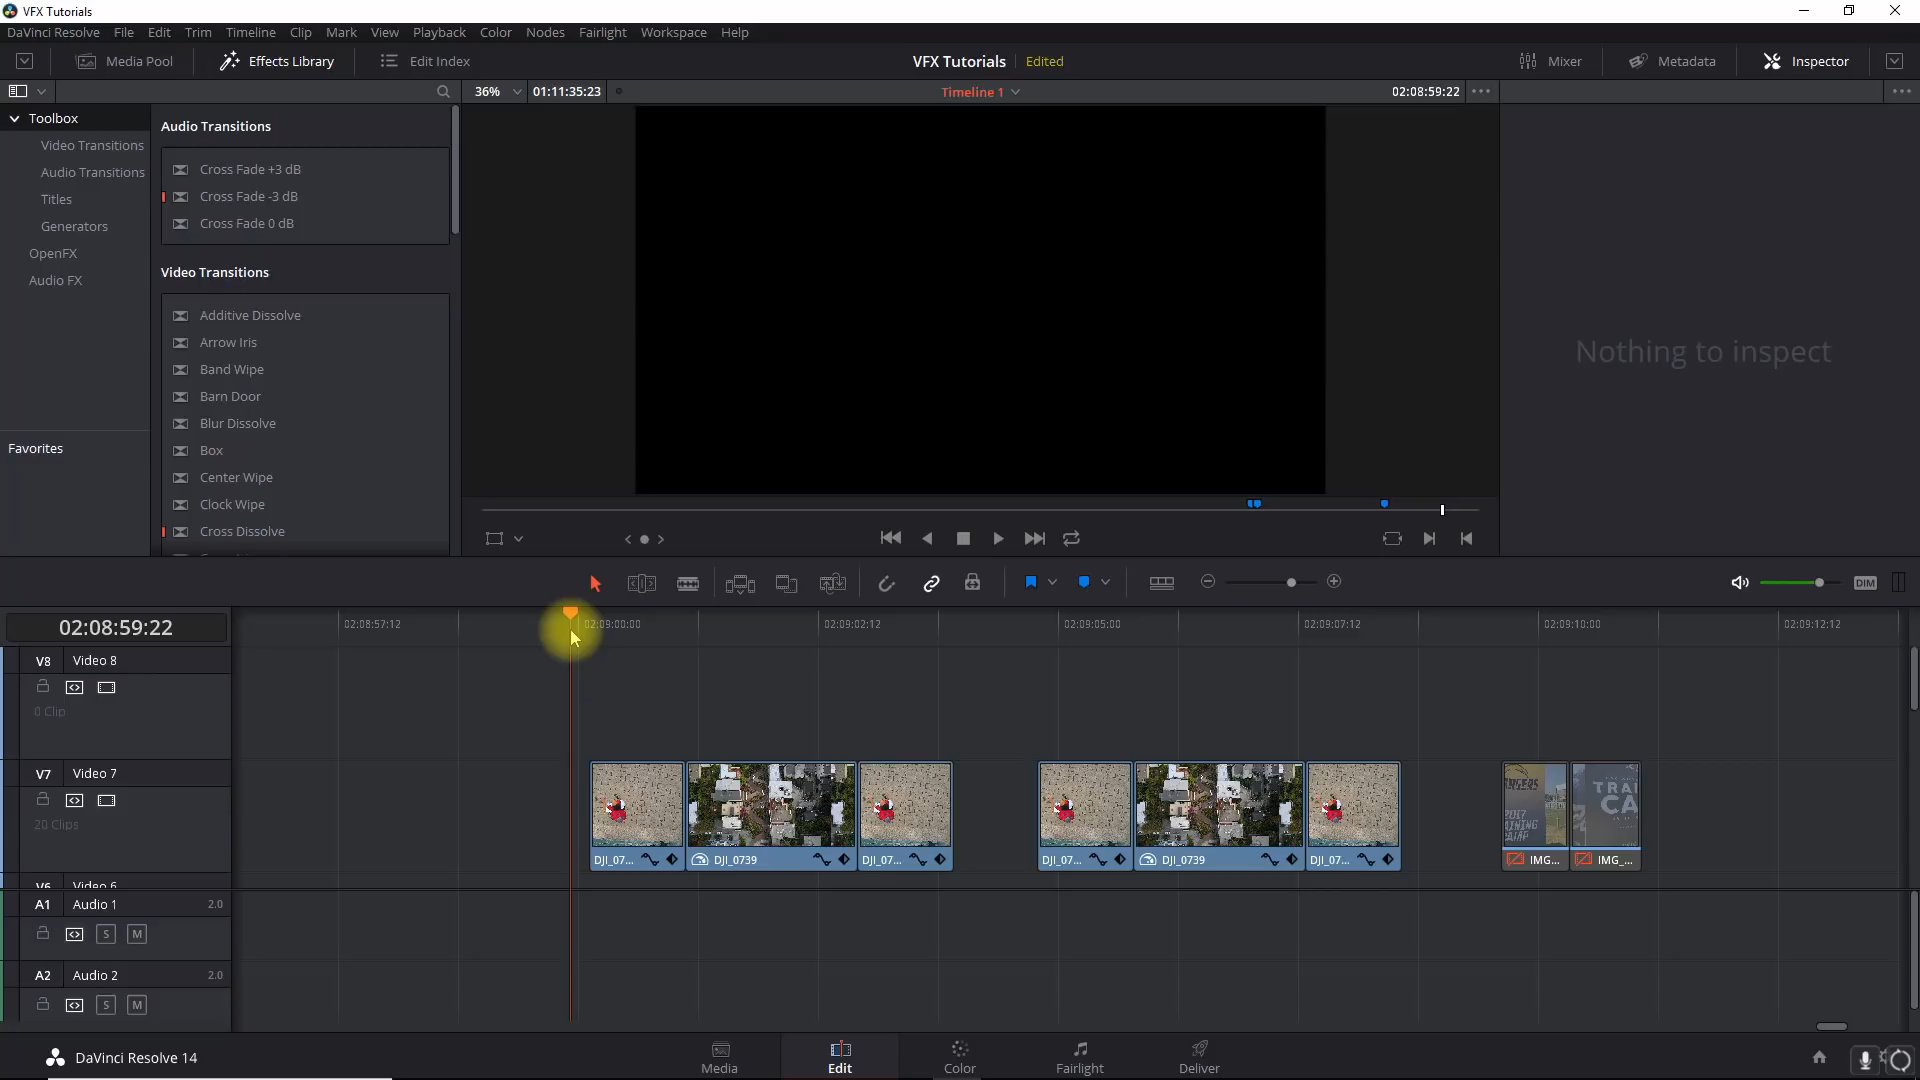 VFX Tutorials
DaVinci Resolve File Edit Trim Timeline Clip Mark View Playback Color Nodes Fairlight Workspace Help
Media Pool Effects Library Edit Index VFX Tutorials Edited Mixer Metadata Inspector
36% 01:11:35:23 Timeline 1 02:08:59:22
Toolbox
Video Transitions
Audio Transitions
Titles
Generators
OpenFX
Audio FX
Favorites
Audio Transitions
Cross Fade +3 dB
Cross Fade -3 dB
Cross Fade 0 dB
Video Transitions
Additive Dissolve
Arrow Iris
Band Wipe
Barn Door
Blur Dissolve
Box
Center Wipe
Clock Wipe
Cross Dissolve
Nothing to inspect
DIM
02:08:59:22 02:08:57:12 02:09:00:00 02:09:02:12 02:09:05:00 02:09:07:12 02:09:10:00 02:09:12:12
V8 Video 8
0 Clip
V7 Video 7
20 Clips
V6 Video 6
A1 Audio 1 2.0
S M
A2 Audio 2 2.0
S M
2017
TRA
CA
DJI_07... DJI_0739 DJI_07... DJI_07... DJI_0739 DJI_07... IMG... IMG_...
DaVinci Resolve 14 Media Edit Color Fairlight Deliver